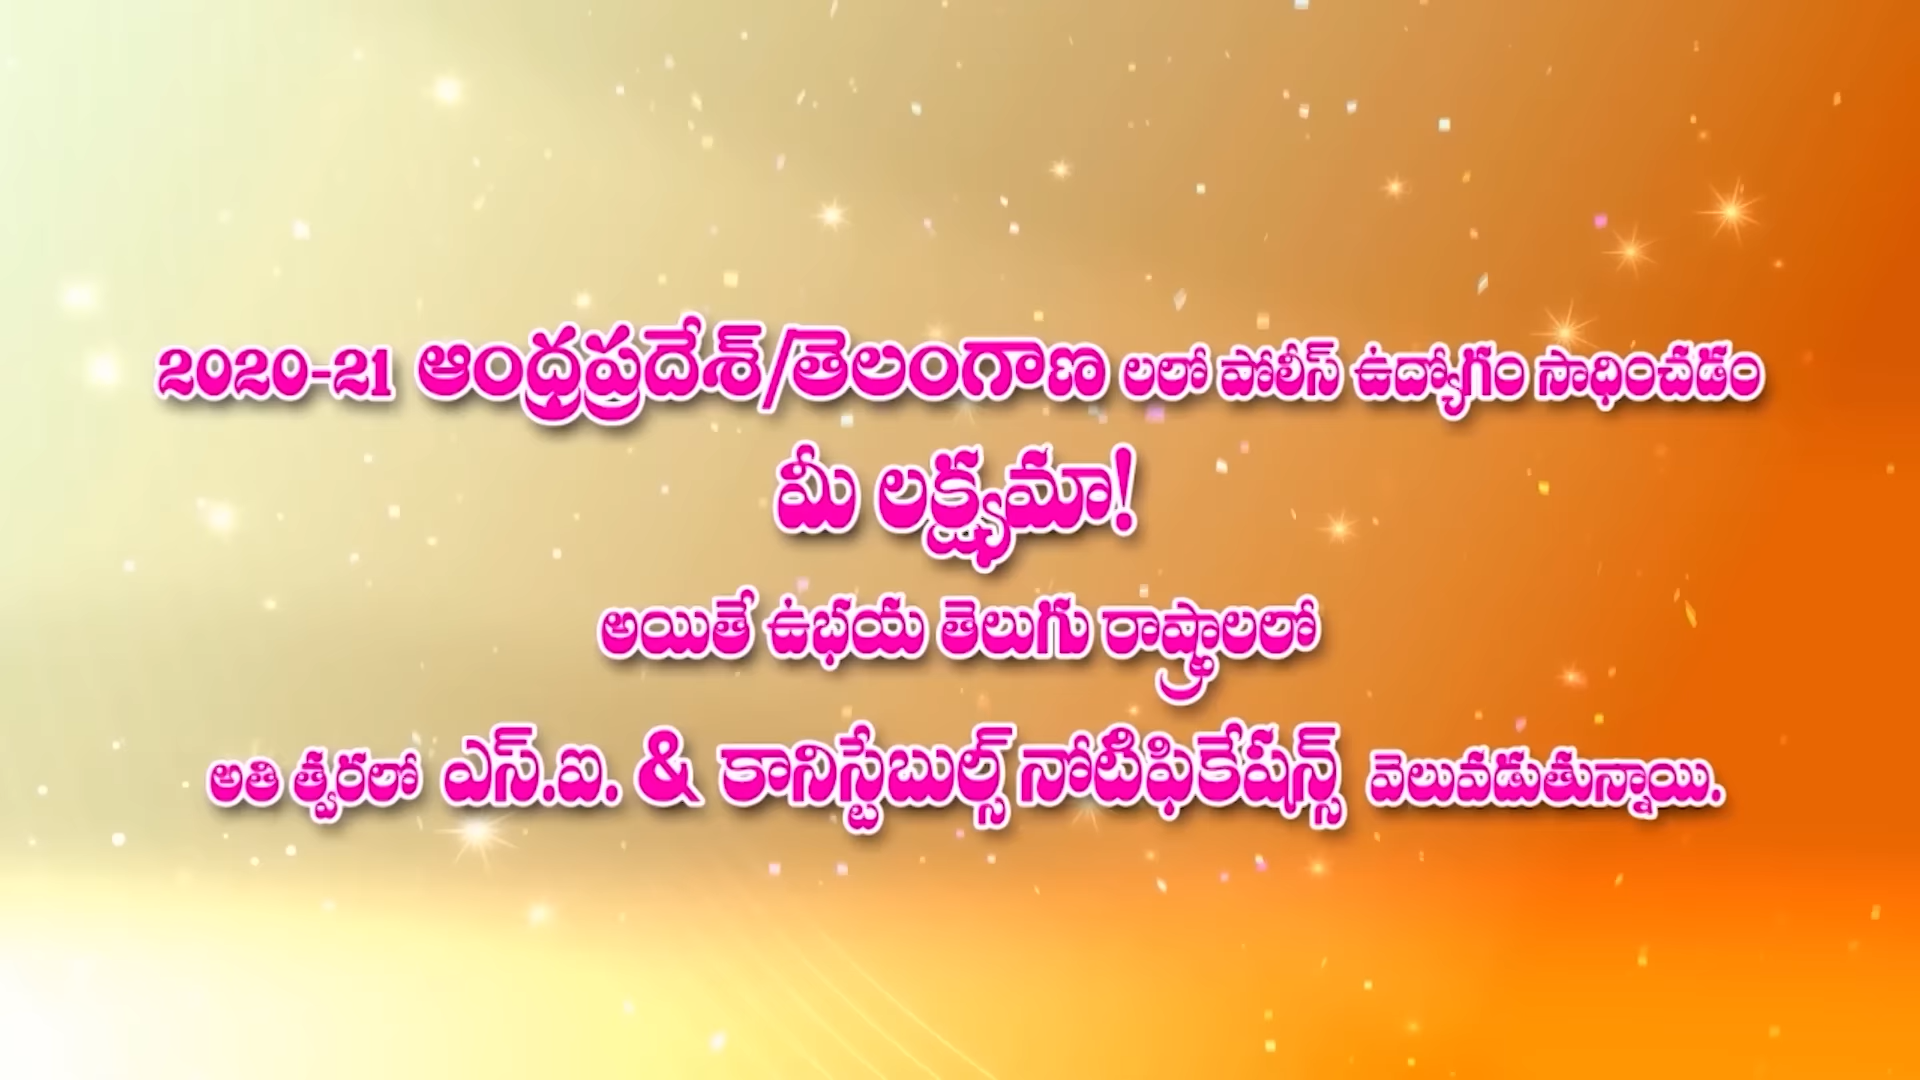 2020-21 ఆంధ్రప్రదేశ్/తెలంగాణ లలో పోలీస్ ఉద్యోగం సాధించడం
మీ లక్ష్యమా!
అయితే ఉభయ తెలుగు రాష్ట్రాలలో
అతి త్వరలో ఎస్.ఐ. & కానిస్టేబుల్స్ నోటిఫికేషన్స్ వెలువడుతున్నాయి.